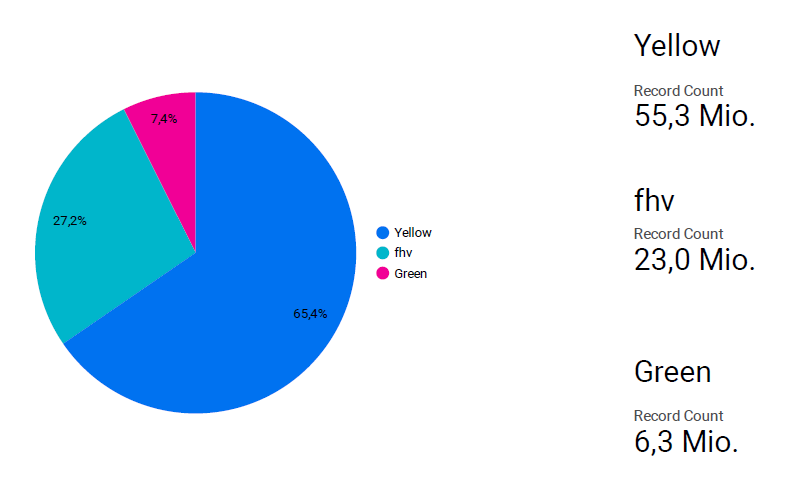 7,4%
27,2%
65,4%
Yellow
fhv
Green
Yellow
Record Count
55,3 Mio.
fhv
Record Count
23,0 Mio.
Green
Record Count
6,3 Mio.